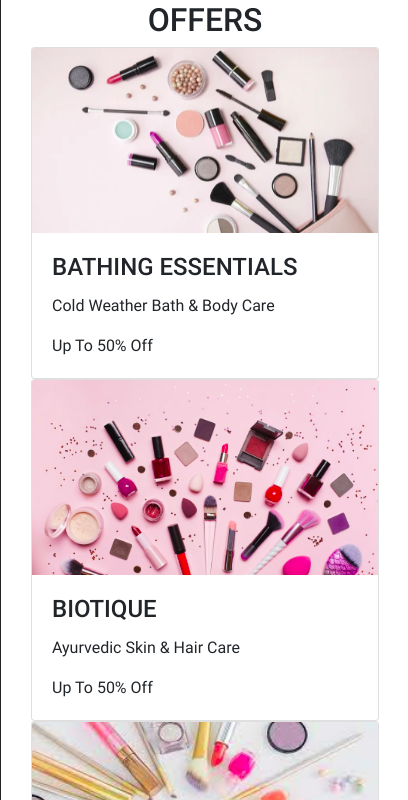 OFFERS
BATHING ESSENTIALS
Cold Weather Bath & Body Care
Up To 50% Off
BIOTIQUE
Ayurvedic Skin & Hair Care
Up To 50% Off